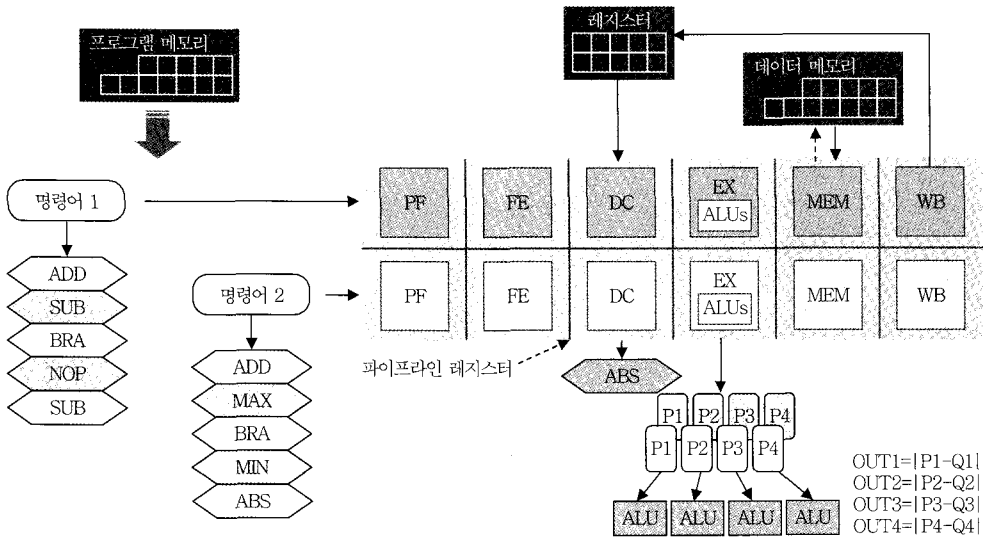 프로그램 메모리
레지스터
데이터 메모리
명령어 1
PF
FE
DC
EX
ALUs
MEM
WB
ADD
SUB
BRA
NOP
SUB
명령어 2
PF
FE
DC
EX
ALUs
MEM
WB
ADD
MAX
BRA
MIN
ABS
파이프라인 레지스터
ABS
P1 P2 P3 P4
P1 P2 P3 P4
ALU ALU ALU ALU
OUT1=|P1-Q1|
OUT2=|P2-Q2|
OUT3=|P3-Q3|
OUT4=|P4-Q4|